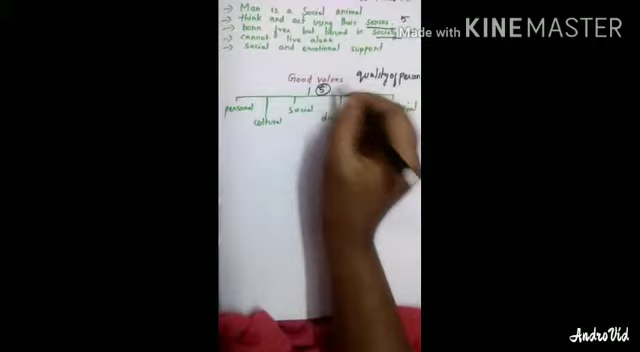 → Man is a Social animal
→ think and act using their senses. 5
→ born free but bound in society
→ cannot live alone
→ social and emotional support
Made with KINEMASTER
Good values quality of person
5
personal
cultural
social
AndroVid